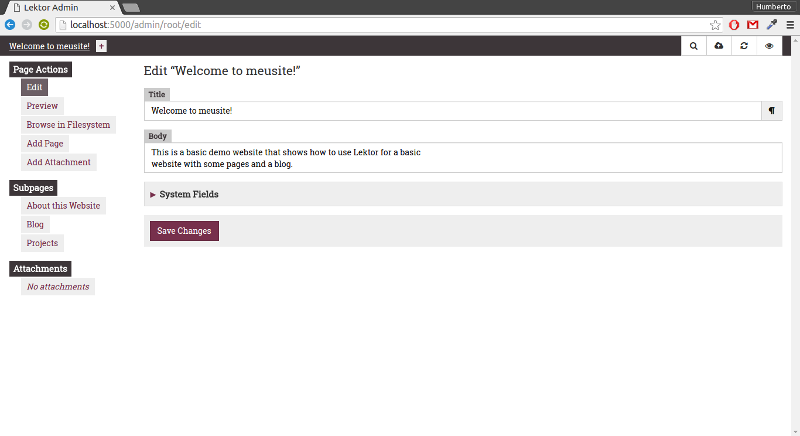 Lektor Admin
Humberto
localhost:5000/admin/root/edit
Welcome to meusite! +
Page Actions
Edit
Preview
Browse in Filesystem
Add Page
Add Attachment
Subpages
About this Website
Blog
Projects
Attachments
No attachments
Edit “Welcome to meusite!”
Title
Welcome to meusite! ¶
Body
This is a basic demo website that shows how to use Lektor for a basic
website with some pages and a blog.
System Fields
Save Changes